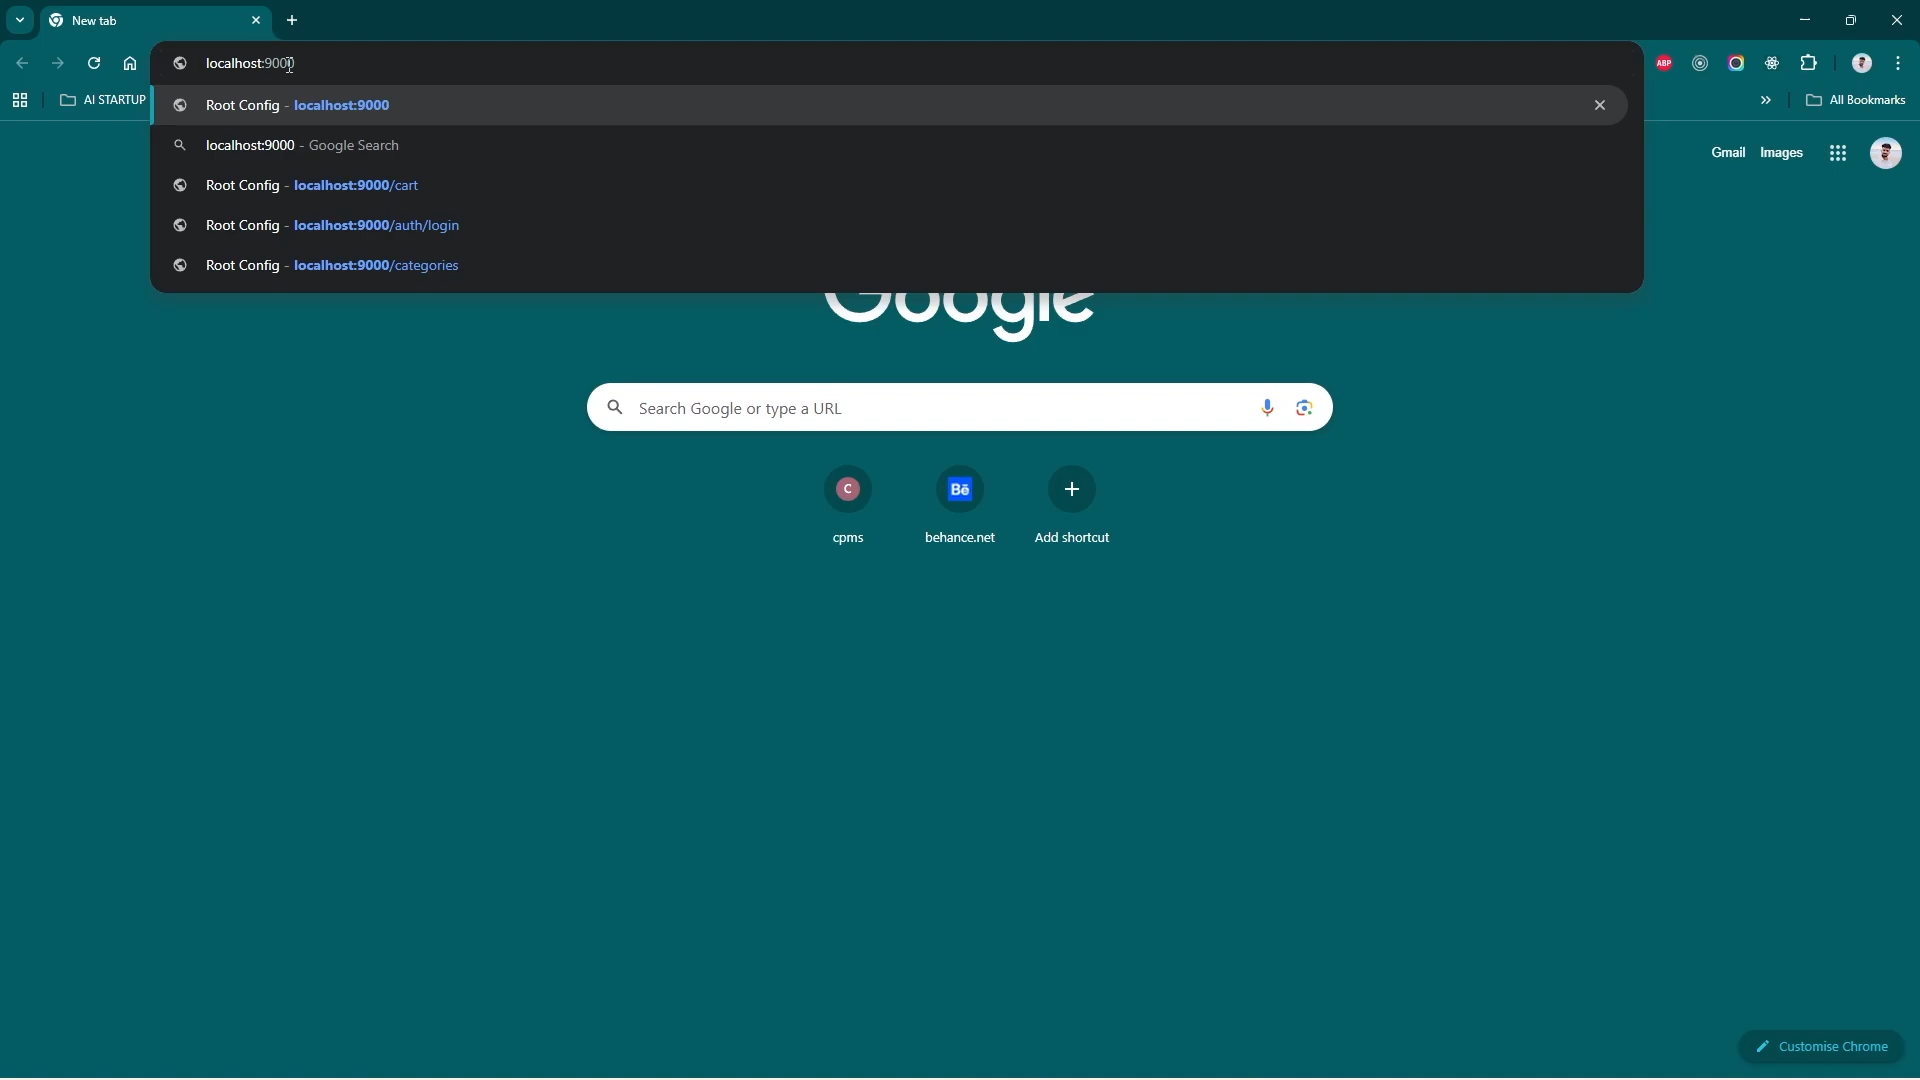 New tab
localhost:9000
AI STARTUP
All Bookmarks
ABP
Root Config - localhost:9000
localhost:9000 - Google Search
Root Config - localhost:9000/cart
Root Config - localhost:9000/auth/login
Root Config - localhost:9000/categories
Gmail Images
Google
Search Google or type a URL
C
Bē
cpms
behance.net
Add shortcut
Customise Chrome